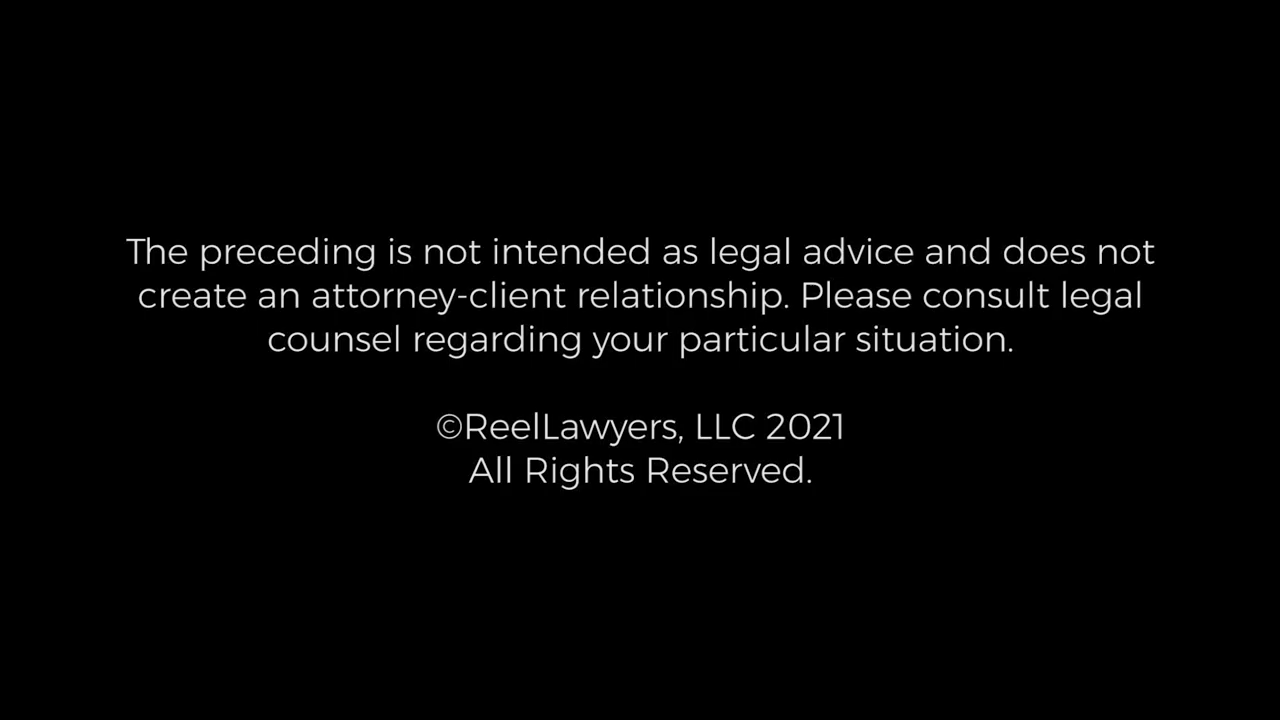 The preceding is not intended as legal advice and does not
create an attorney-client relationship. Please consult legal
counsel regarding your particular situation.
©ReelLawyers, LLC 2021
All Rights Reserved.